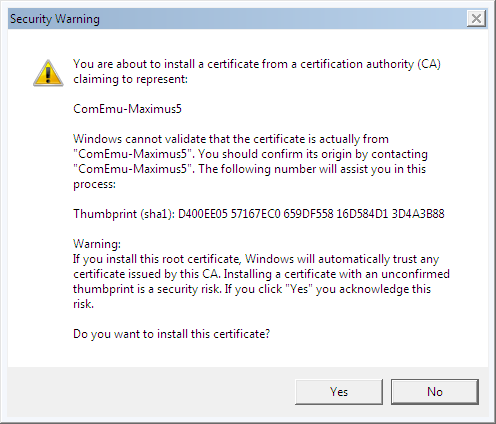 Security Warning
You are about to install a certificate from a certification authority (CA)
claiming to represent:
ComEmu-Maximus5
Windows cannot validate that the certificate is actually from
"ComEmu-Maximus5". You should confirm its origin by contacting
"ComEmu-Maximus5". The following number will assist you in this
process:
Thumbprint (sha1): D400EE05 57167EC0 659DF558 16D584D1 3D4A3B88
Warning:
If you install this root certificate, Windows will automatically trust any
certificate issued by this CA. Installing a certificate with an unconfirmed
thumbprint is a security risk. If you click "Yes" you acknowledge this
risk.
Do you want to install this certificate?
Yes No